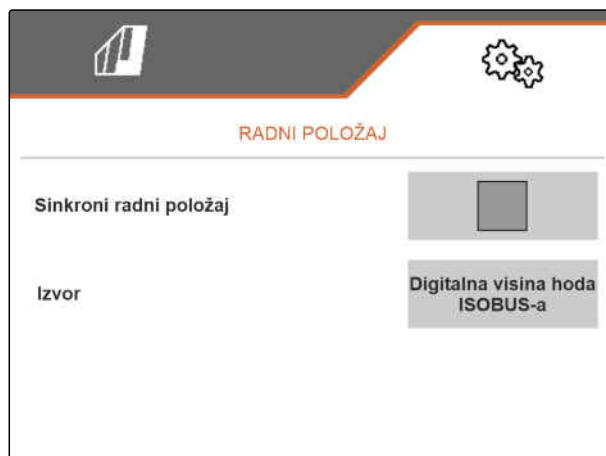 RADNI POLOŽAJ
Sinkroni radni položaj
Izvor
Digitalna visina hoda
ISOBUS-a